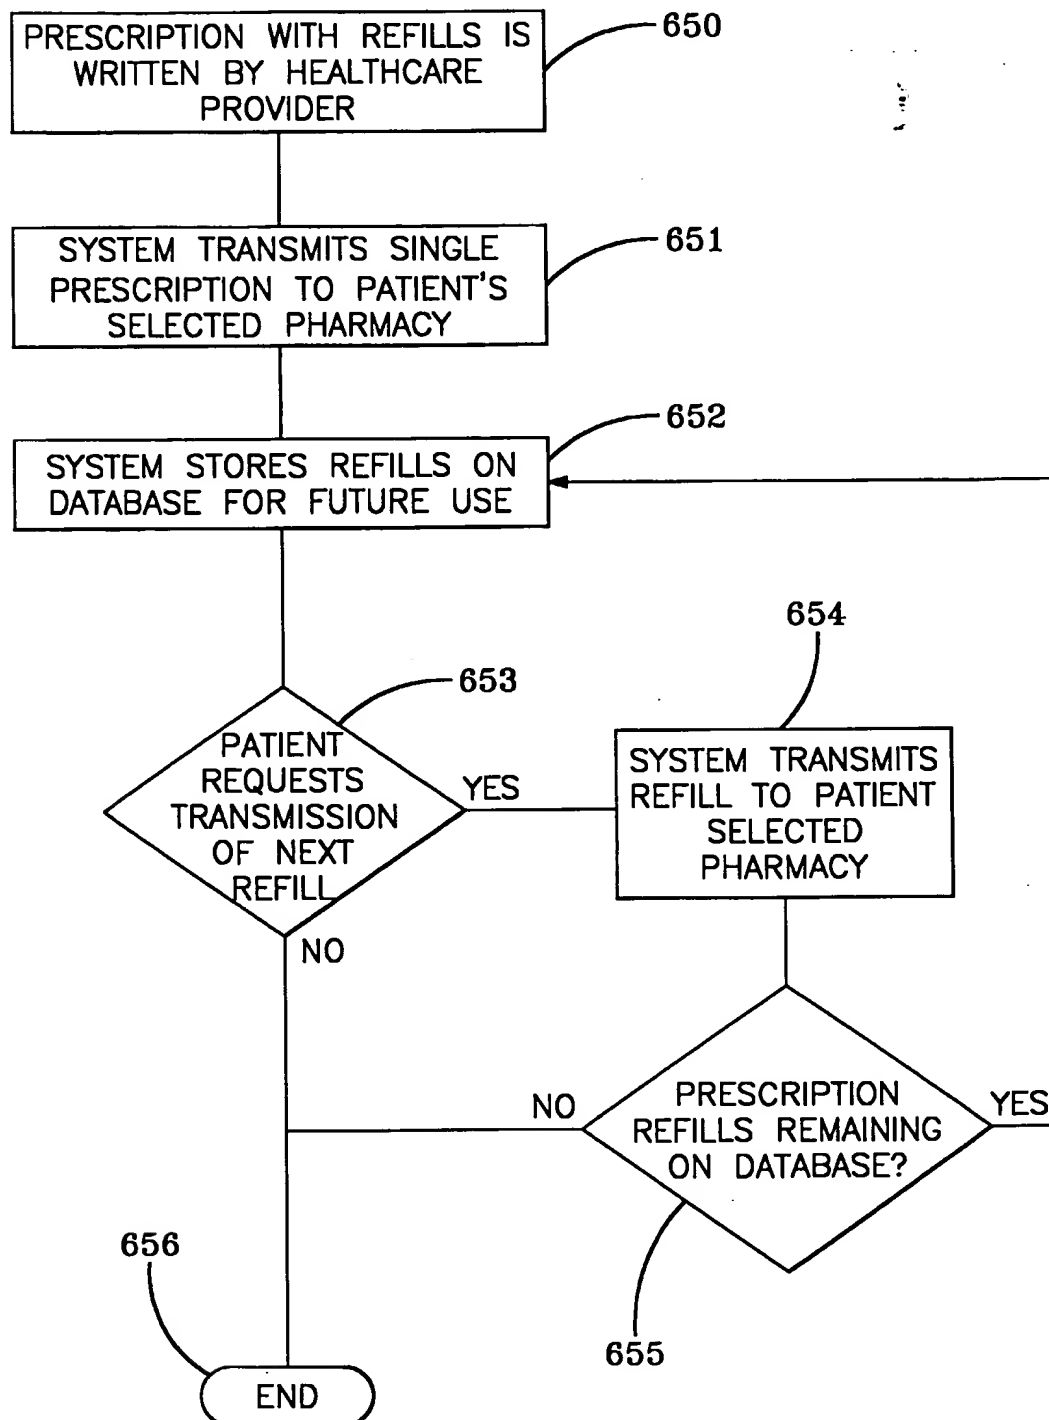 PRESCRIPTION WITH REFILLS IS
WRITTEN BY HEALTHCARE
PROVIDER
650
SYSTEM TRANSMITS SINGLE
PRESCRIPTION TO PATIENT'S
SELECTED PHARMACY
651
SYSTEM STORES REFILLS ON
DATABASE FOR FUTURE USE
652
PATIENT
REQUESTS
TRANSMISSION
OF NEXT
REFILL
653
YES
NO
654
SYSTEM TRANSMITS
REFILL TO PATIENT
SELECTED
PHARMACY
PRESCRIPTION
REFILLS REMAINING
ON DATABASE?
NO
YES
655
656
END